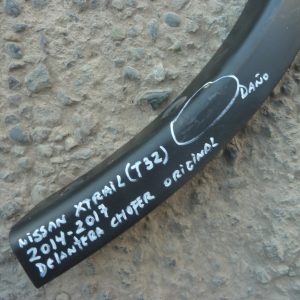 DAÑO
NISSAN XTRAIL (T32)
2014-2017
DELANTERA CHOFER ORIGINAL